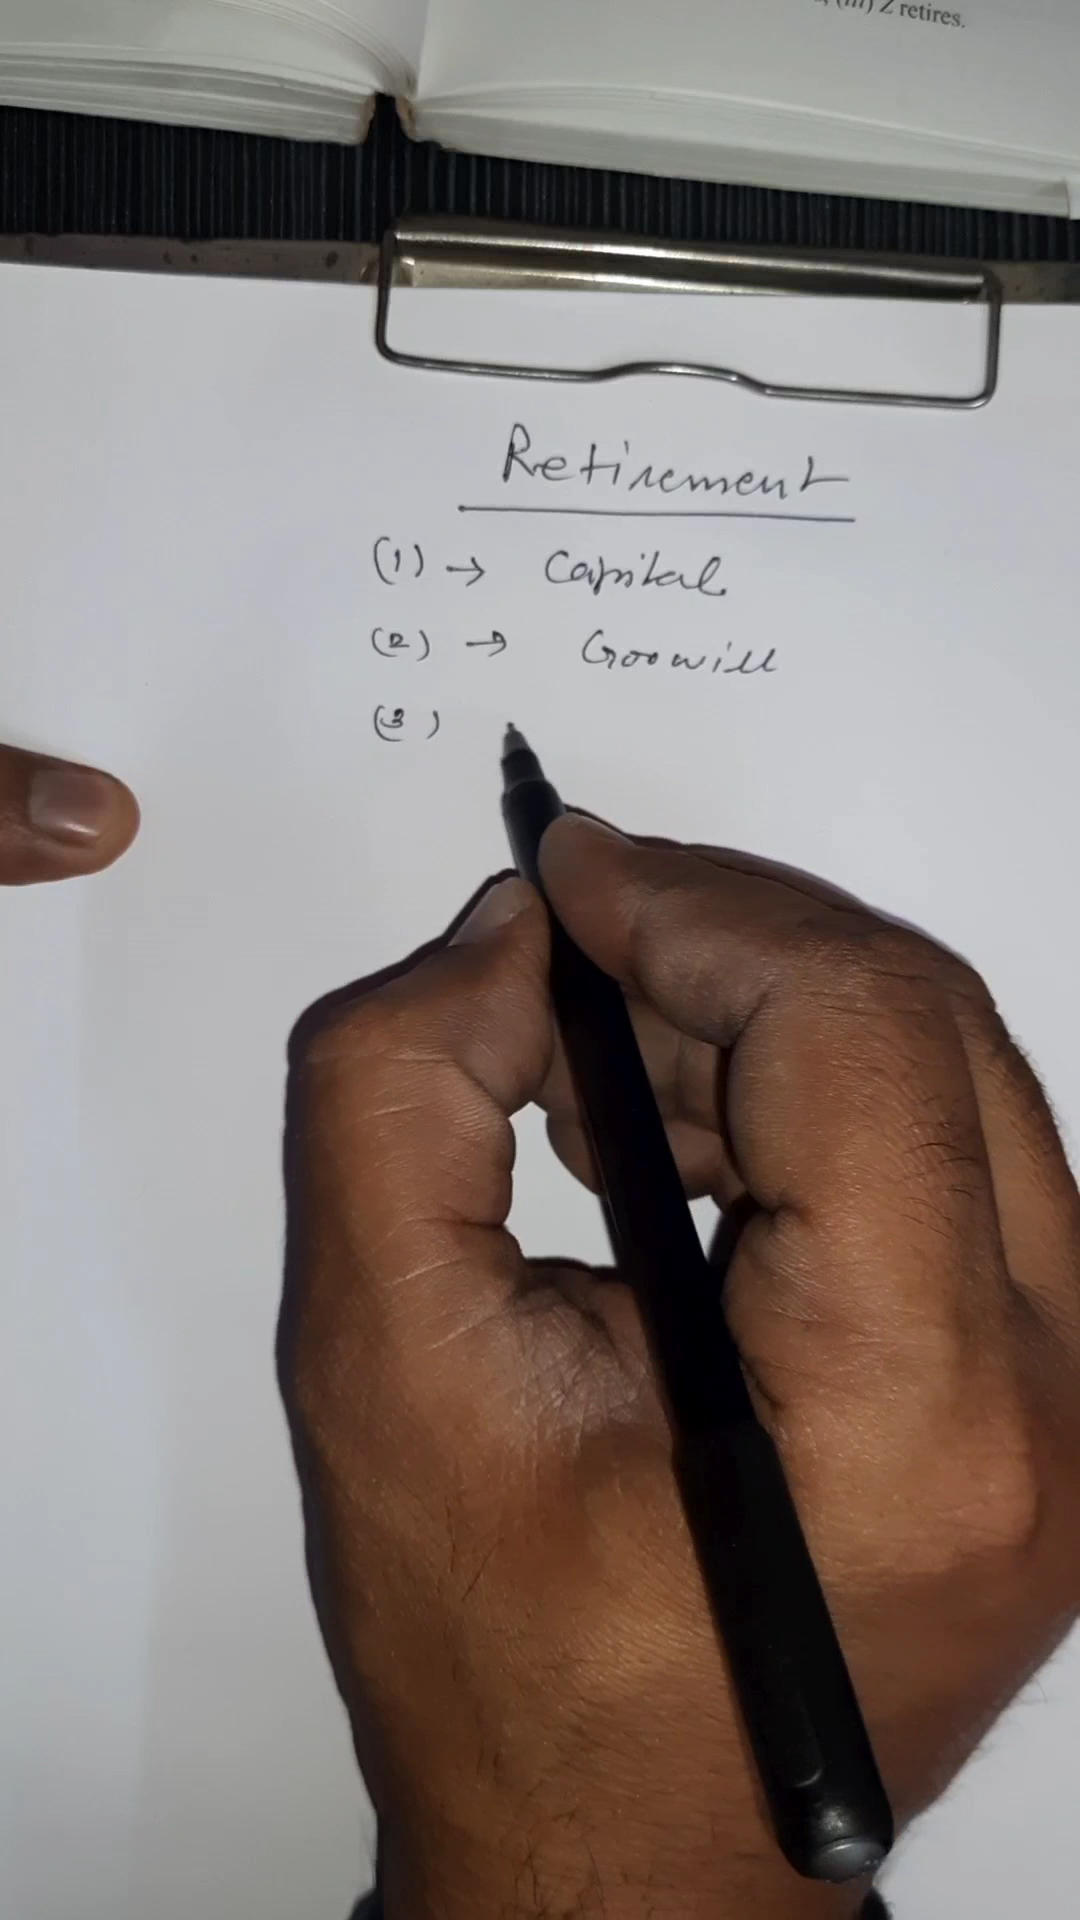 (iii) Z retires.
Retirement
(1) → Capital
(2) → Goowill
(3)